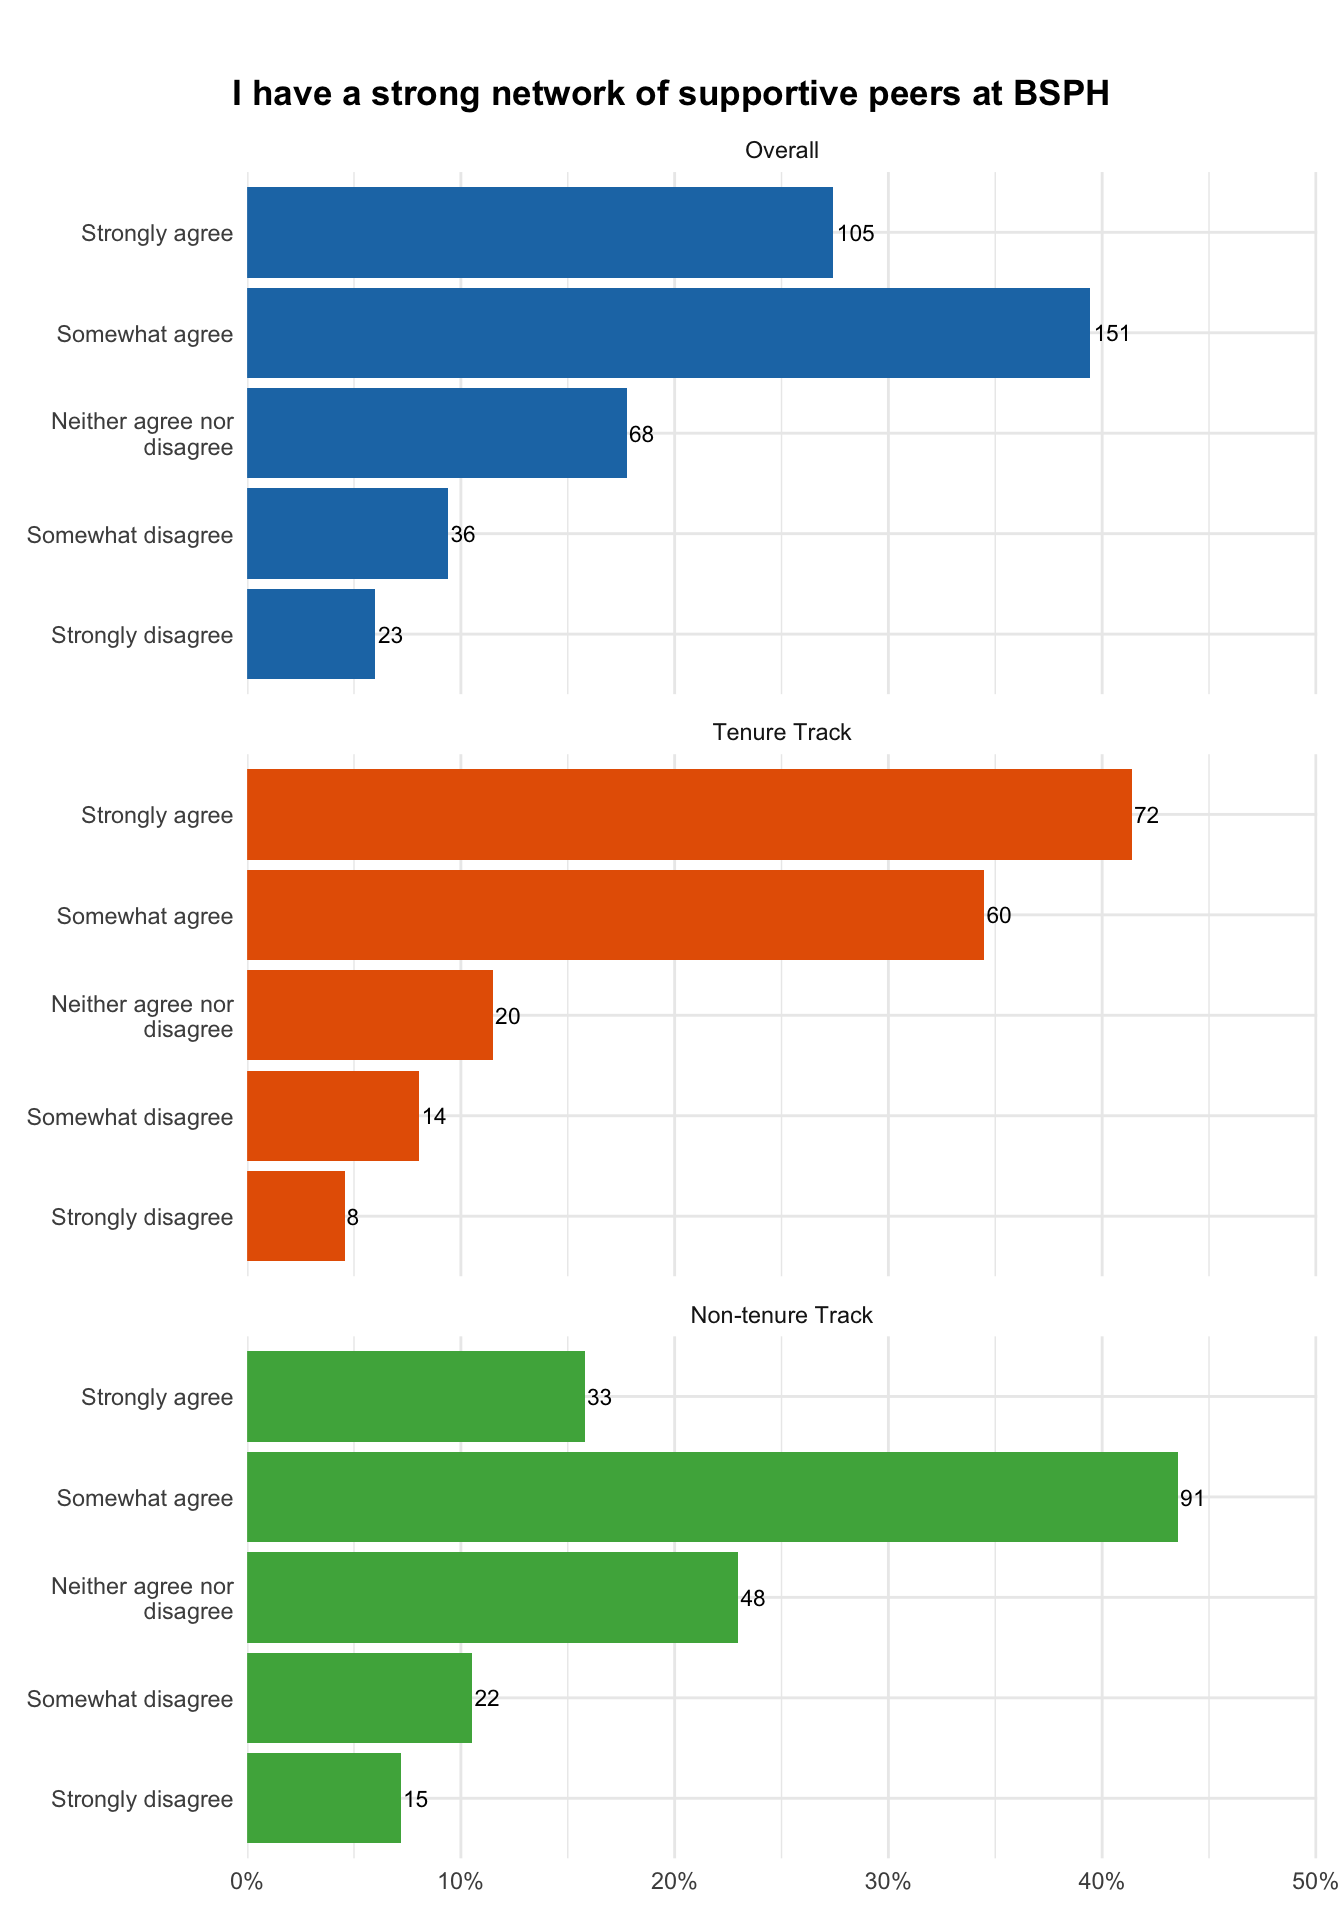 I have a strong network of supportive peers at BSPH
Overall
Strongly agree
105
Somewhat agree
151
Neither agree nor
disagree
68
Somewhat disagree
36
Strongly disagree
23
Tenure Track
Strongly agree
72
Somewhat agree
60
Neither agree nor
disagree
20
Somewhat disagree
14
Strongly disagree
8
Non-tenure Track
Strongly agree
33
Somewhat agree
91
Neither agree nor
disagree
48
Somewhat disagree
22
Strongly disagree
15
0% 10% 20% 30% 40% 50%